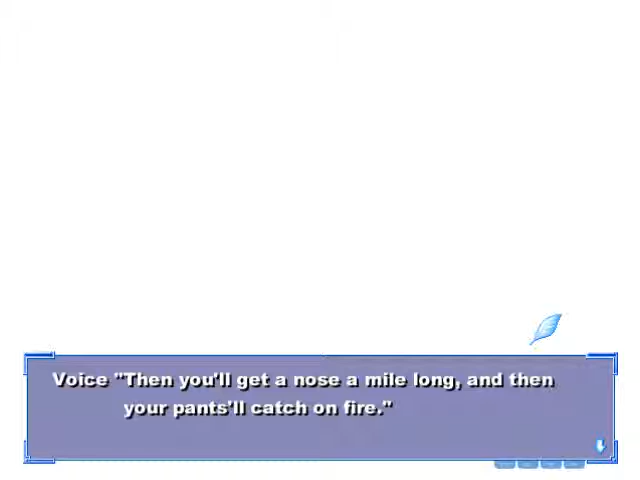 Voice "Then you'll get a nose a mile long, and then
your pants'll catch on fire."